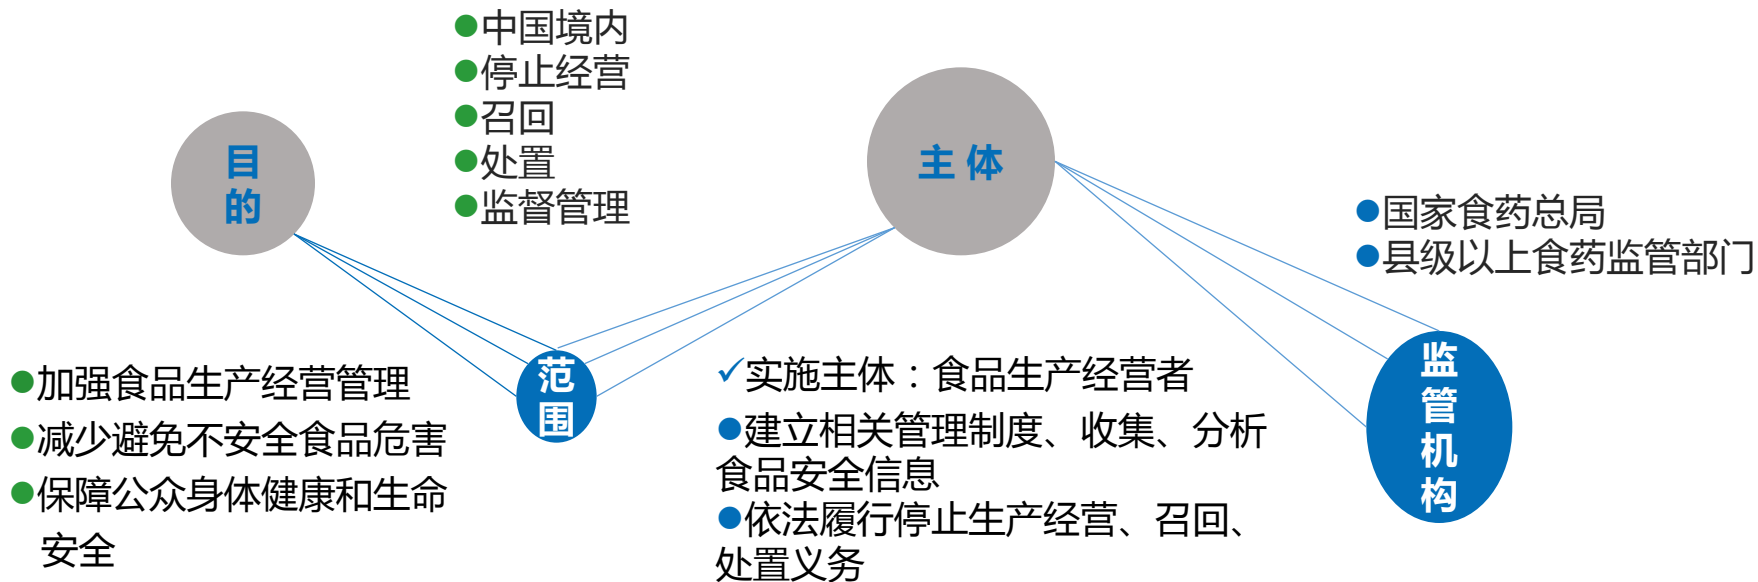 目
的
●加强食品生产经营管理
●减少避免不安全食品危害
●保障公众身体健康和生命
安全
●中国境内
●停止经营
●召回
●处置
●监督管理
范
围
主 体
✓实施主体：食品生产经营者
●建立相关管理制度、收集、分析
食品安全信息
●依法履行停止生产经营、召回、
处置义务
●国家食药总局
●县级以上食药监管部门
监
管
机
构